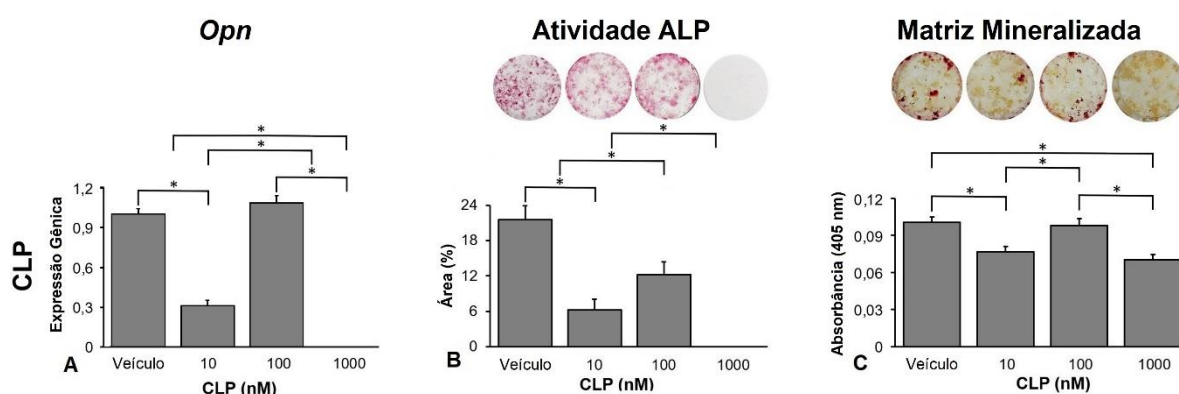 Opn
Atividade ALP
Matriz Mineralizada
CLP
Expressão Gênica
1,2
0,9
0,6
0,3
0
*
*
*
*
Veículo 10 100 1000
CLP (nM)
A
Área (%)
24
18
12
6
0
*
*
*
Veículo 10 100 1000
CLP (nM)
B
Absorbância (405 nm)
0,12
0,09
0,06
0,03
0
*
*
*
*
Veículo 10 100 1000
CLP (nM)
C